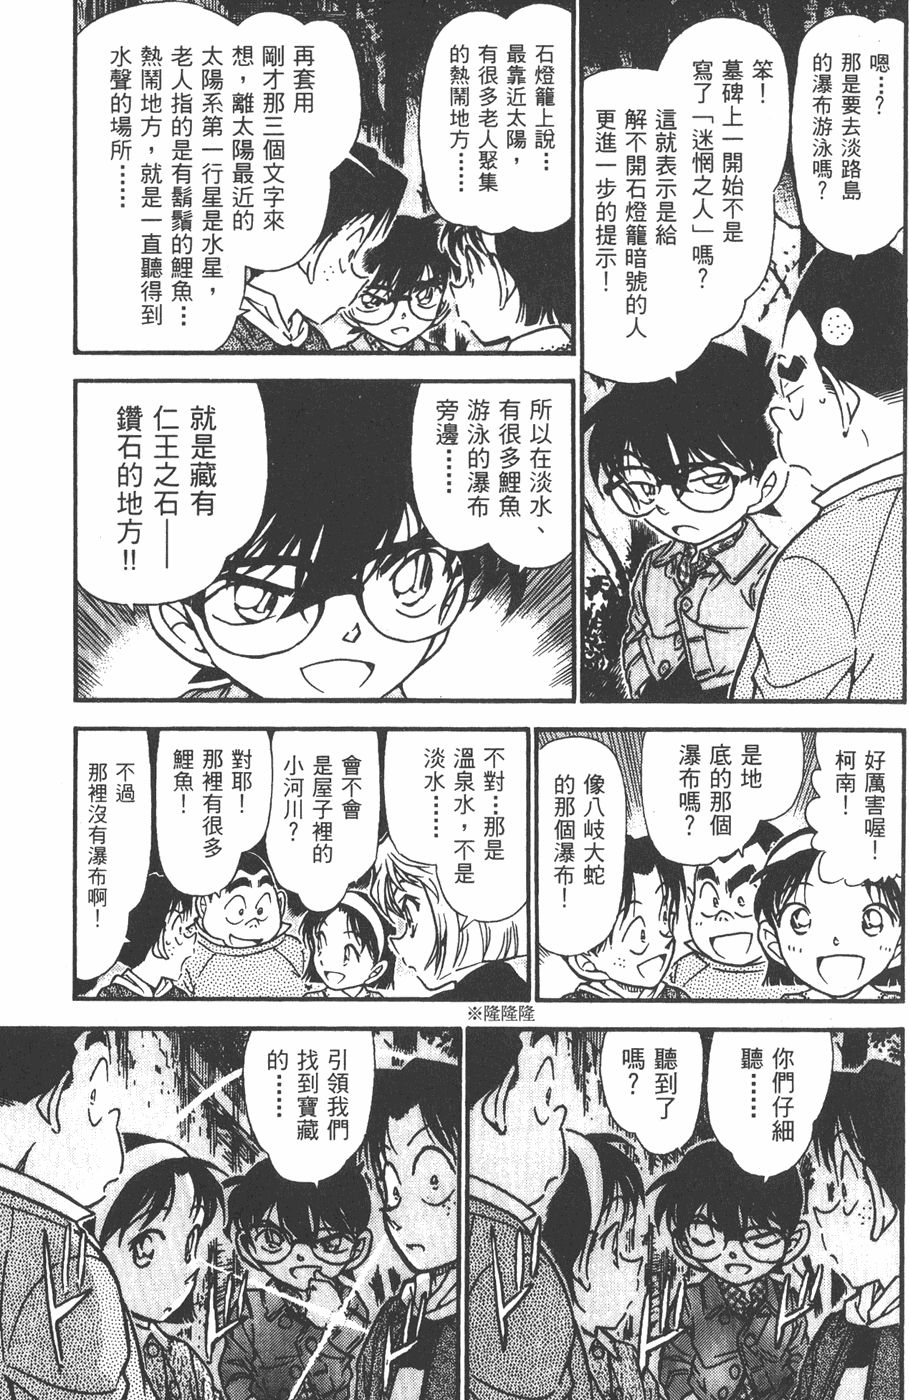 嗯…？
那是要去淡路島
的瀑布游泳嗎？
笨！
墓碑上一開始不是
寫了「迷惘之人」嗎？
這就表示是給
解不開石燈籠暗號的人
更進一步的提示！
石燈籠上說…
最靠近太陽，
有很多老人聚集
的熱鬧地方……
再套用
剛才那三個文字來
想，離太陽最近的
太陽系第一行星是水星，
老人指的是有鬍鬚的鯉魚…
熱鬧地方，就是一直聽得到
水聲的場所……
所以在淡水、
有很多鯉魚
游泳的瀑布
旁邊……
就是藏有
仁王之石——
鑽石的地方!!
好厲害喔！
柯南！
是地
底的那個
瀑布嗎？
像八岐大蛇
的那個瀑布！
不對…那是
溫泉水，不是
淡水……
會不會
是屋子裡的
小河川？
對耶！
那裡有很多
鯉魚！
不過
那裡沒有瀑布啊！
※隆隆隆
你們仔細
聽……
聽到了
嗎？
引領我們
找到寶藏
的……
ドドド
ドドド